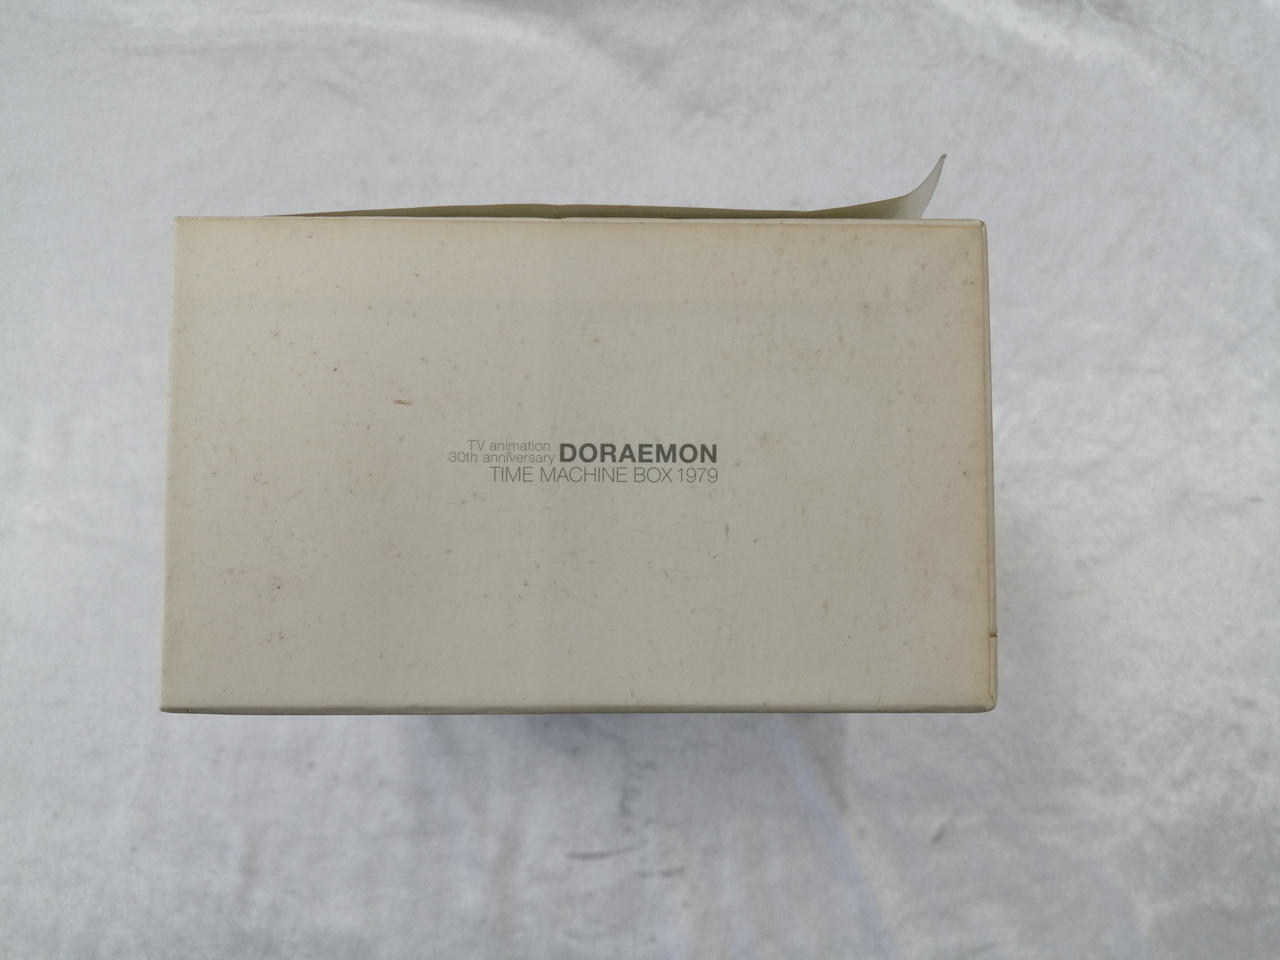 TV animation
30th anniversary DORAEMON
TIME MACHINE BOX 1979